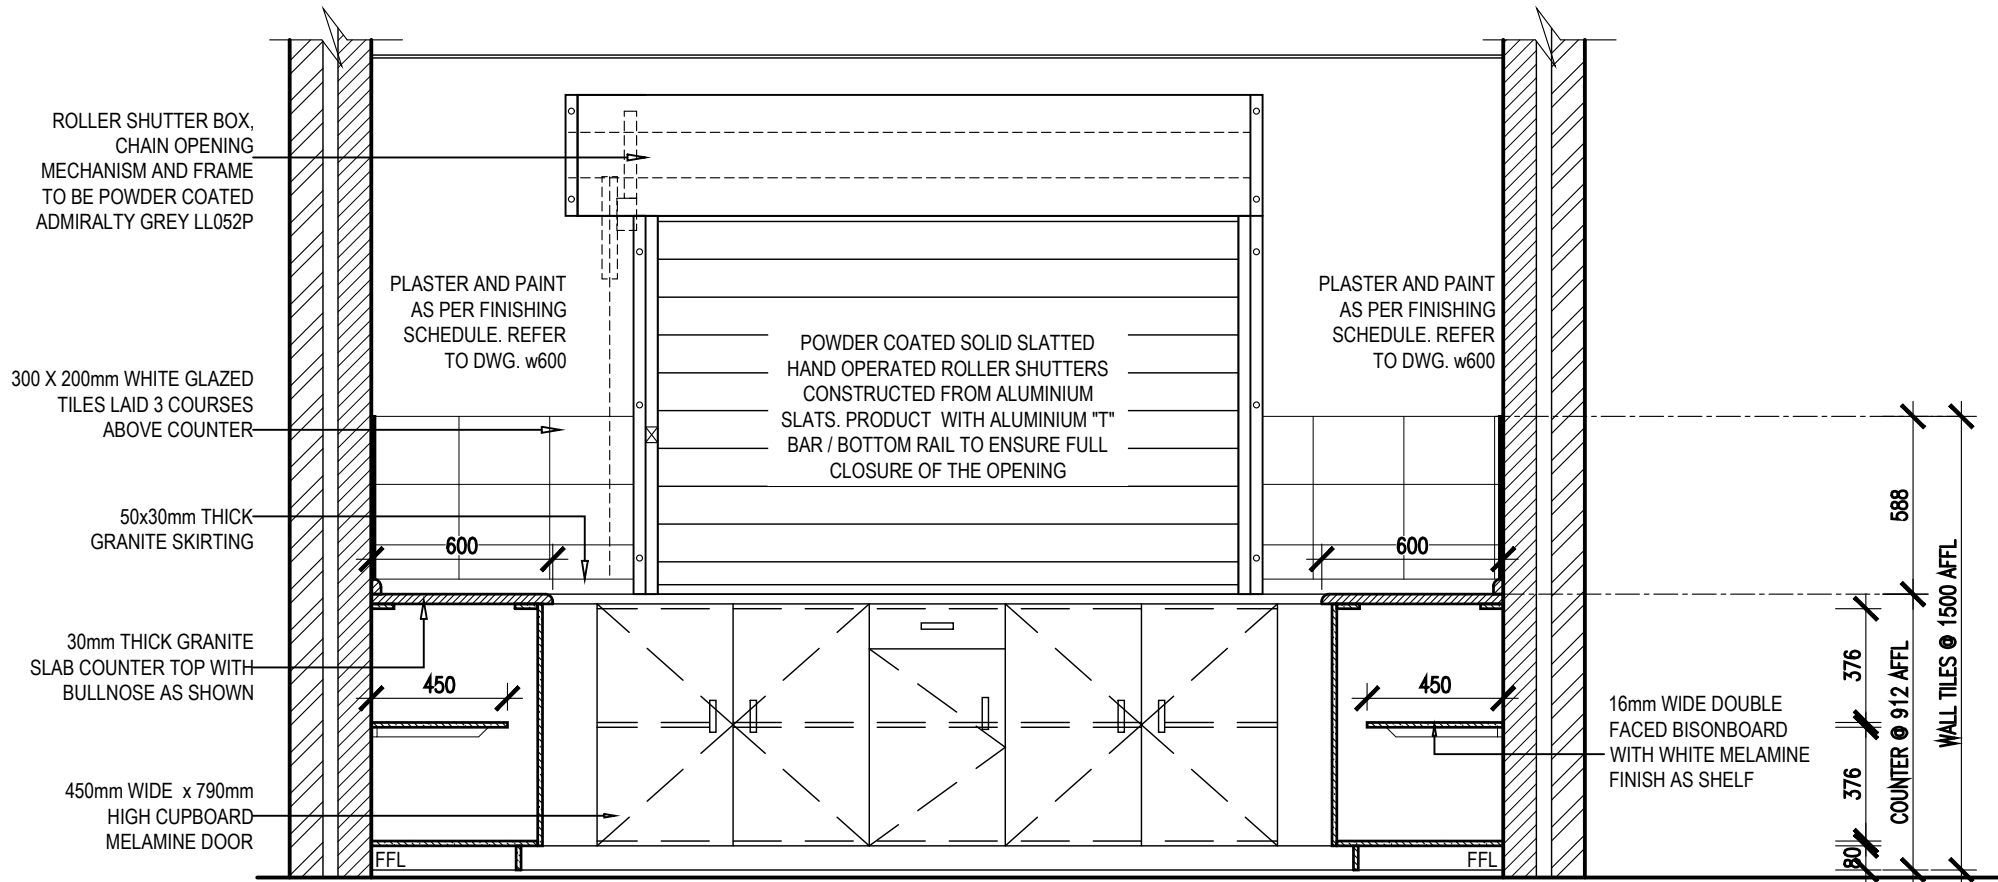 ROLLER SHUTTER BOX,
CHAIN OPENING
MECHANISM AND FRAME
TO BE POWDER COATED
ADMIRALTY GREY LL052P
PLASTER AND PAINT
AS PER FINISHING
SCHEDULE. REFER
TO DWG. w600
PLASTER AND PAINT
AS PER FINISHING
SCHEDULE. REFER
TO DWG. w600
POWDER COATED SOLID SLATTED
HAND OPERATED ROLLER SHUTTERS
CONSTRUCTED FROM ALUMINIUM
SLATS. PRODUCT WITH ALUMINIUM "T"
BAR / BOTTOM RAIL TO ENSURE FULL
CLOSURE OF THE OPENING
300 X 200mm WHITE GLAZED
TILES LAID 3 COURSES
ABOVE COUNTER
50x30mm THICK
GRANITE SKIRTING
600
600
30mm THICK GRANITE
SLAB COUNTER TOP WITH
BULLNOSE AS SHOWN
450
450
16mm WIDE DOUBLE
FACED BISONBOARD
WITH WHITE MELAMINE
FINISH AS SHELF
450mm WIDE x 790mm
HIGH CUPBOARD
MELAMINE DOOR
FFL
FFL
588
376
376
80
COUNTER @ 912 AFFL
WALL TILES @ 1500 AFFL